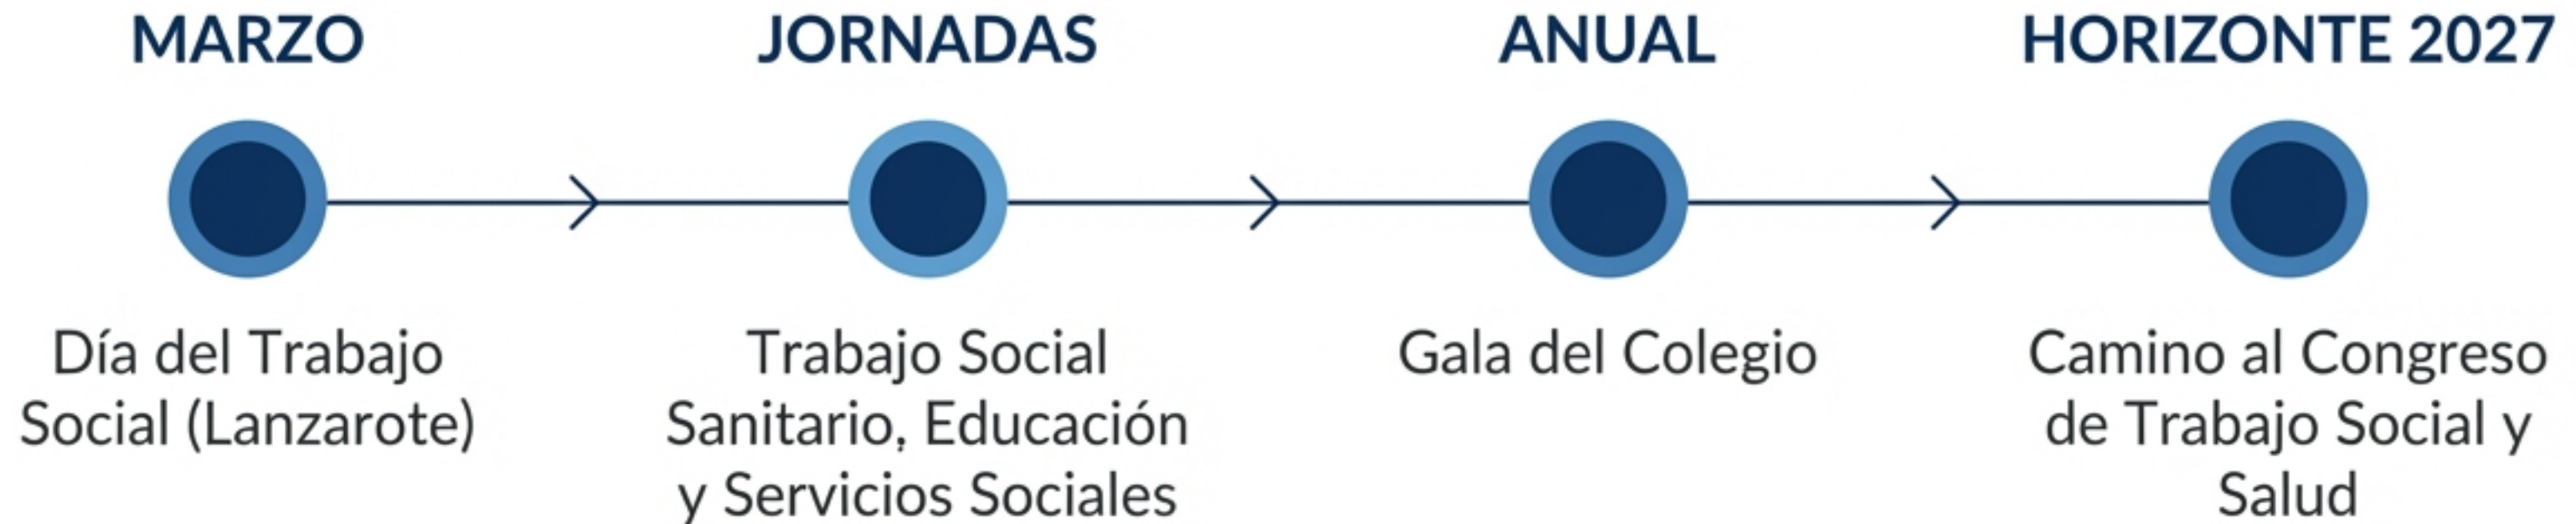 MARZO
Día del Trabajo
Social (Lanzarote)
JORNADAS
Trabajo Social
Sanitario, Educación
y Servicios Sociales
ANUAL
Gala del Colegio
HORIZONTE 2027
Camino al Congreso
de Trabajo Social y
Salud